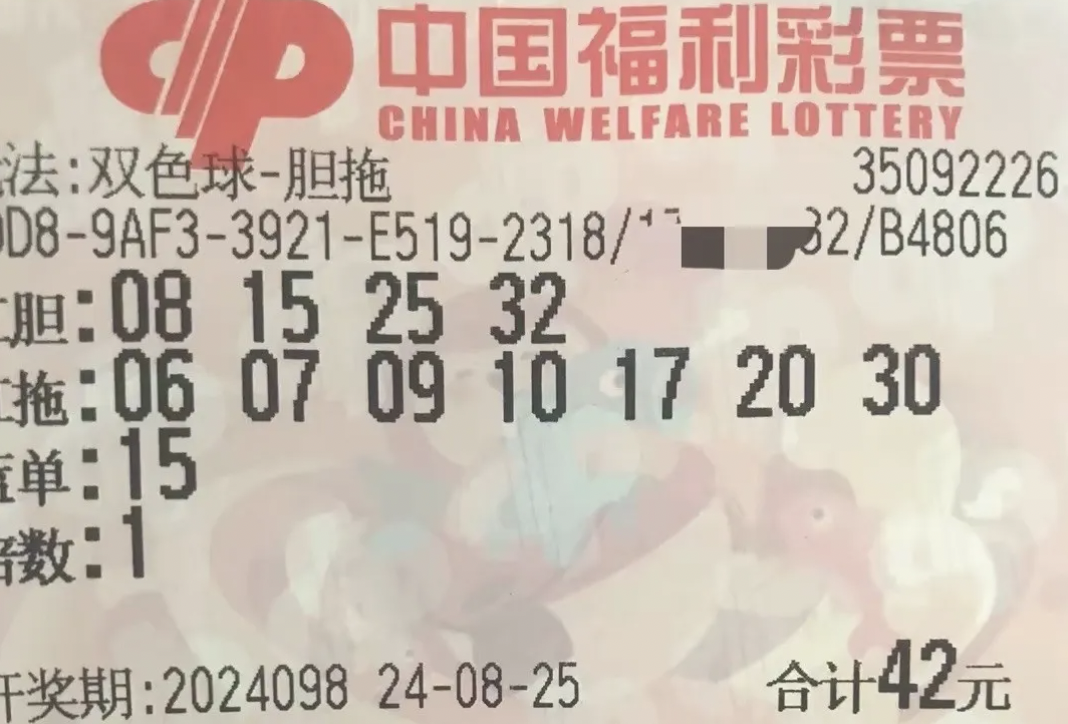 中国福利彩票
CHINA WELFARE LOTTERY
法:双色球-胆拖 35092226
D8-9AF3-3921-E519-2318/ 32/B4806
胆:08 15 25 32
拖:06 07 09 10 17 20 30
单:15
数:1
奖期:2024098 24-08-25 合计42元